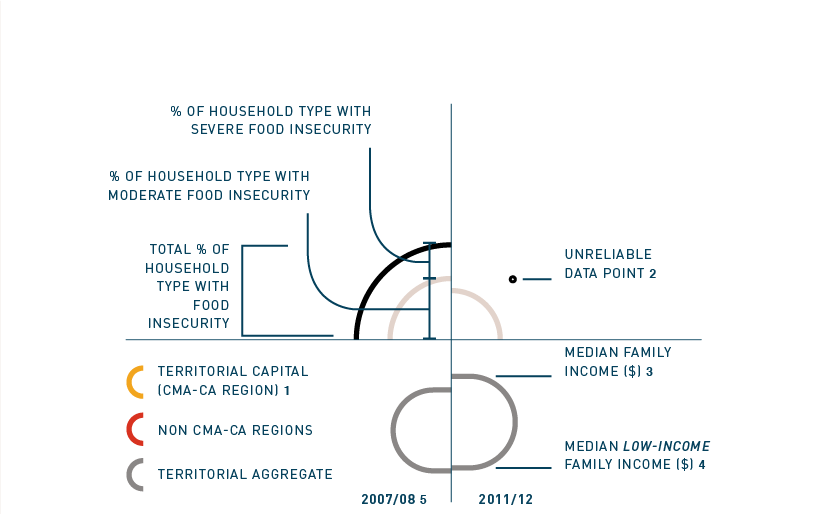 % OF HOUSEHOLD TYPE WITH
SEVERE FOOD INSECURITY
% OF HOUSEHOLD TYPE WITH
MODERATE FOOD INSECURITY
TOTAL % OF
HOUSEHOLD
TYPE WITH
FOOD
INSECURITY
UNRELIABLE
DATA POINT 2
MEDIAN FAMILY
INCOME ($) 3
TERRITORIAL CAPITAL
(CMA-CA REGION) 1
NON CMA-CA REGIONS
TERRITORIAL AGGREGATE
MEDIAN LOW-INCOME
FAMILY INCOME ($) 4
2007/08 5
2011/12